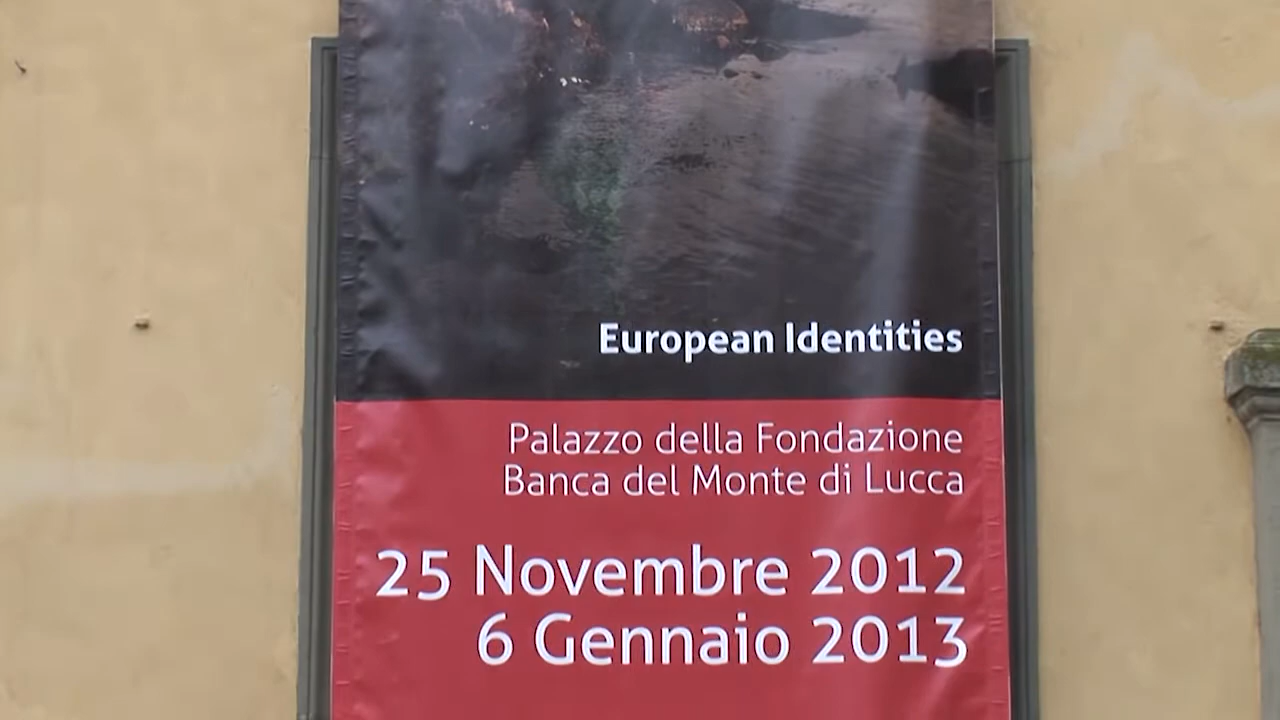 European Identities
Palazzo della Fondazione
Banca del Monte di Lucca
25 Novembre 2012
6 Gennaio 2013